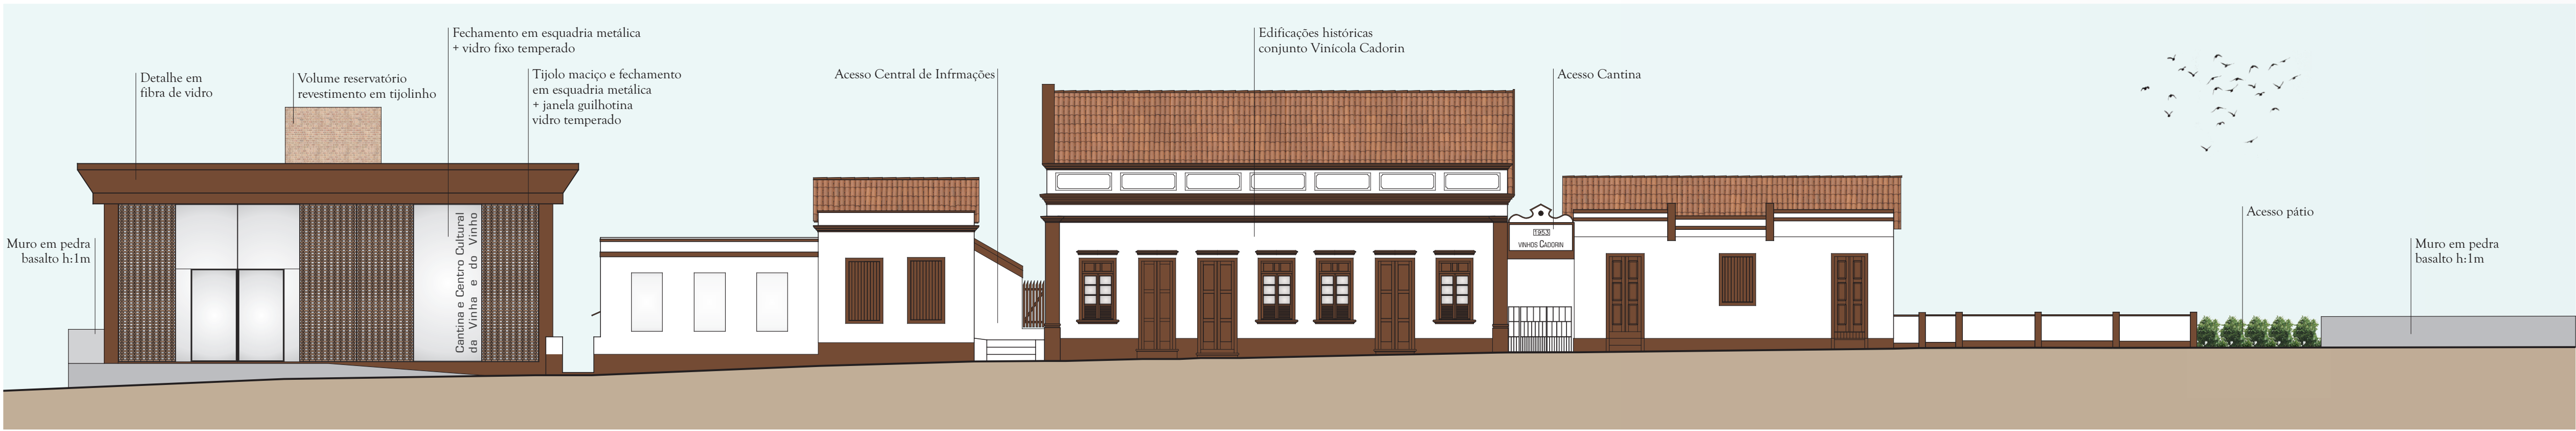 Muro em pedra
basalto h:1m
Detalhe em
fibra de vidro
Volume reservatório
revestimento em tijolinho
Fechamento em esquadria metálica
+ vidro fixo temperado
Tijolo maciço e fechamento
em esquadria metálica
+ janela guilhotina
vidro temperado
Cantina e Centro Cultural
da Vinha e do Vinho
Acesso Central de Infrmações
Edificações históricas
conjunto Vinícola Cadorin
Acesso Cantina
1953
VINHOS CADORIN
Acesso pátio
Muro em pedra
basalto h:1m